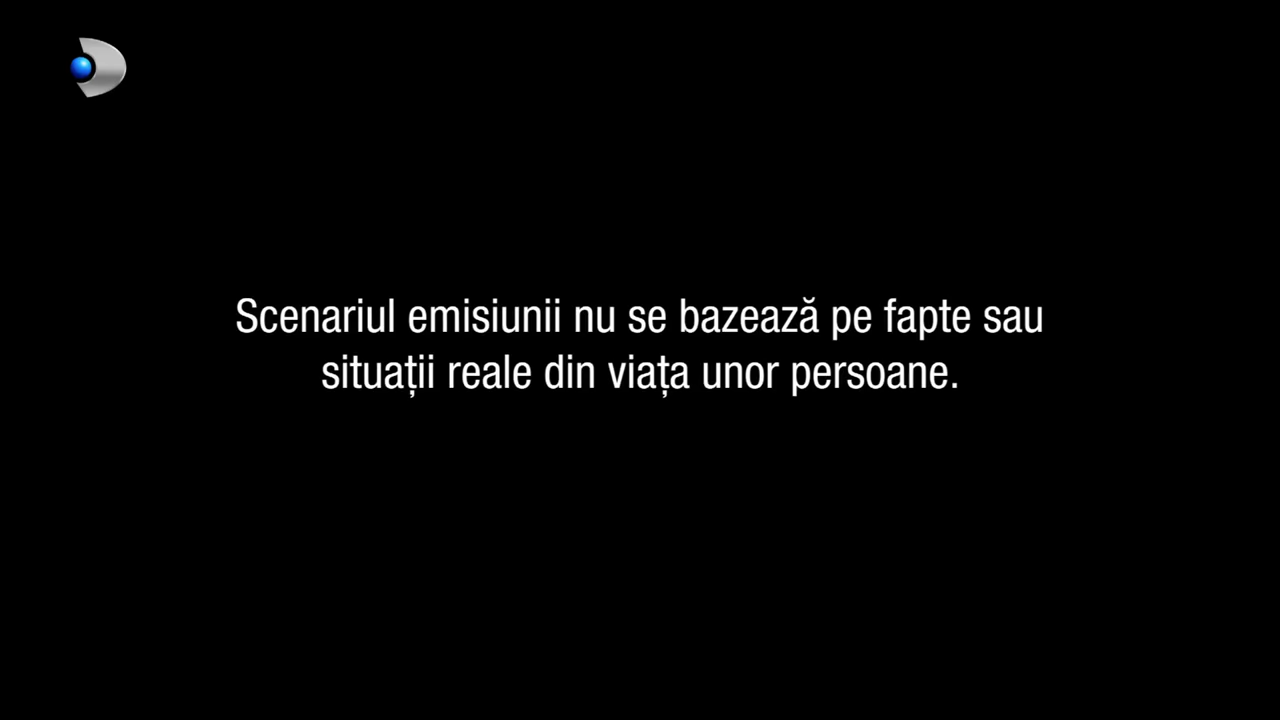 Scenariul emisiunii nu se bazează pe fapte sau
situații reale din viața unor persoane.